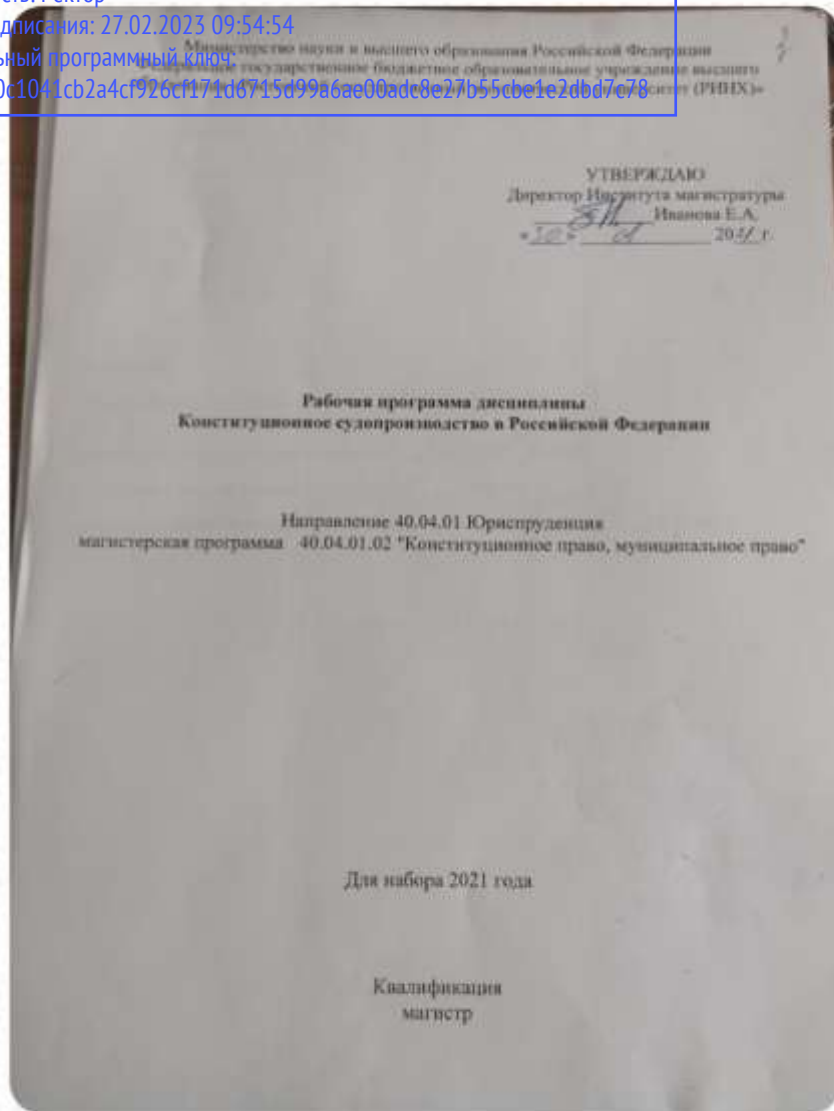 дписания: 27.02.2023 09:54:54
Министерство науки и высшего образования Российской Федерации
ьный программный ключ:
государственное бюджетное образовательное учреждение высшего
0c1041cb2a4cf926cf171d6715d99a6ae00adc8e27b55cbe1e2dbd7c78
(РИНХ)»
УТВЕРЖДАЮ
Директор Института магистратуры
Иванова Е.А.
г.
Рабочая программа дисциплины
Конституционное судопроизводство в Российской Федерации
Направление 40.04.01 Юриспруденция
магистерская программа 40.04.01.02 "Конституционное право, муниципальное право"
Для набора 2021 года
Квалификация
магистр